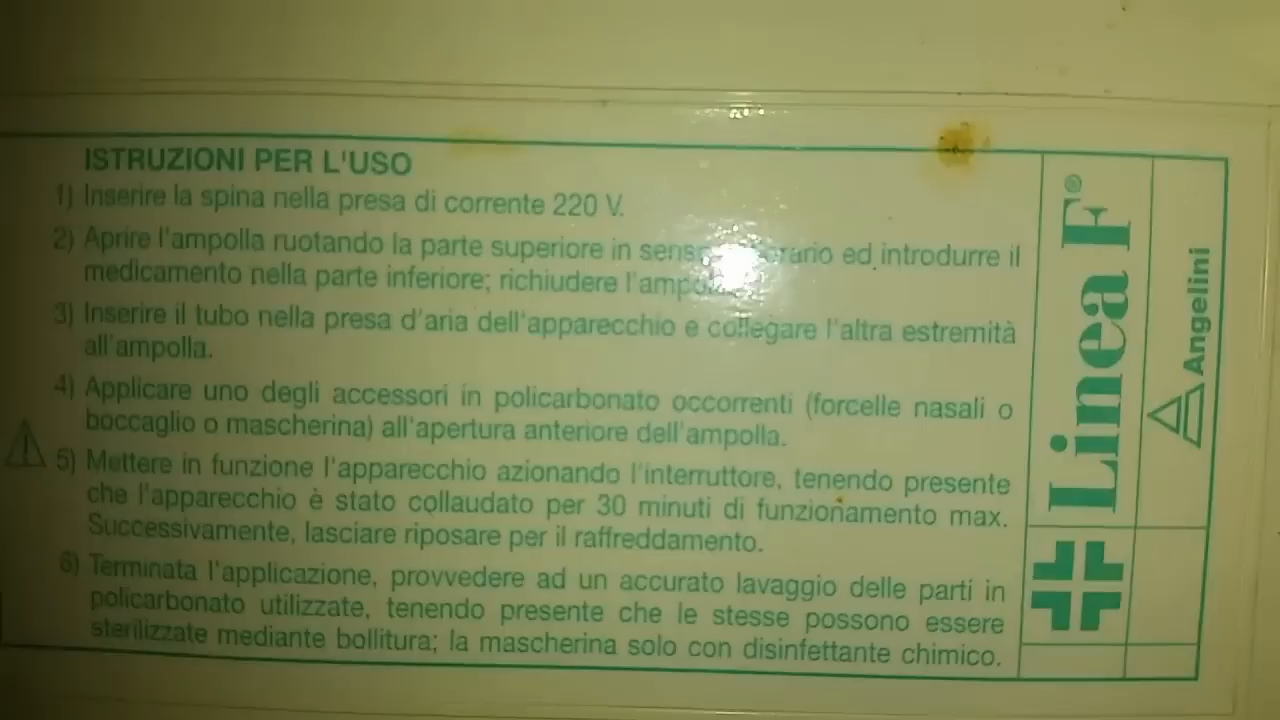 ISTRUZIONI PER L'USO
1) Inserire la spina nella presa di corrente 220 V.
2) Aprire l'ampolla ruotando la parte superiore in senso ed introdurre il
medicamento nella parte inferiore; richiudere l'ampolla.
3) Inserire il tubo nella presa d'aria dell'apparecchio e collegare l'altra estremità
all'ampolla.
4) Applicare uno degli accessori in policarbonato occorrenti (forcelle nasali o
boccaglio o mascherina) all'apertura anteriore dell'ampolla.
5) Mettere in funzione l'apparecchio azionando l'interruttore, tenendo presente
che l'apparecchio è stato collaudato per 30 minuti di funzionamento max.
Successivamente, lasciare riposare per il raffreddamento.
6) Terminata l'applicazione, provvedere ad un accurato lavaggio delle parti in
policarbonato utilizzate, tenendo presente che le stesse possono essere
sterilizzate mediante bollitura; la mascherina solo con disinfettante chimico.
Linea F®
Angelini